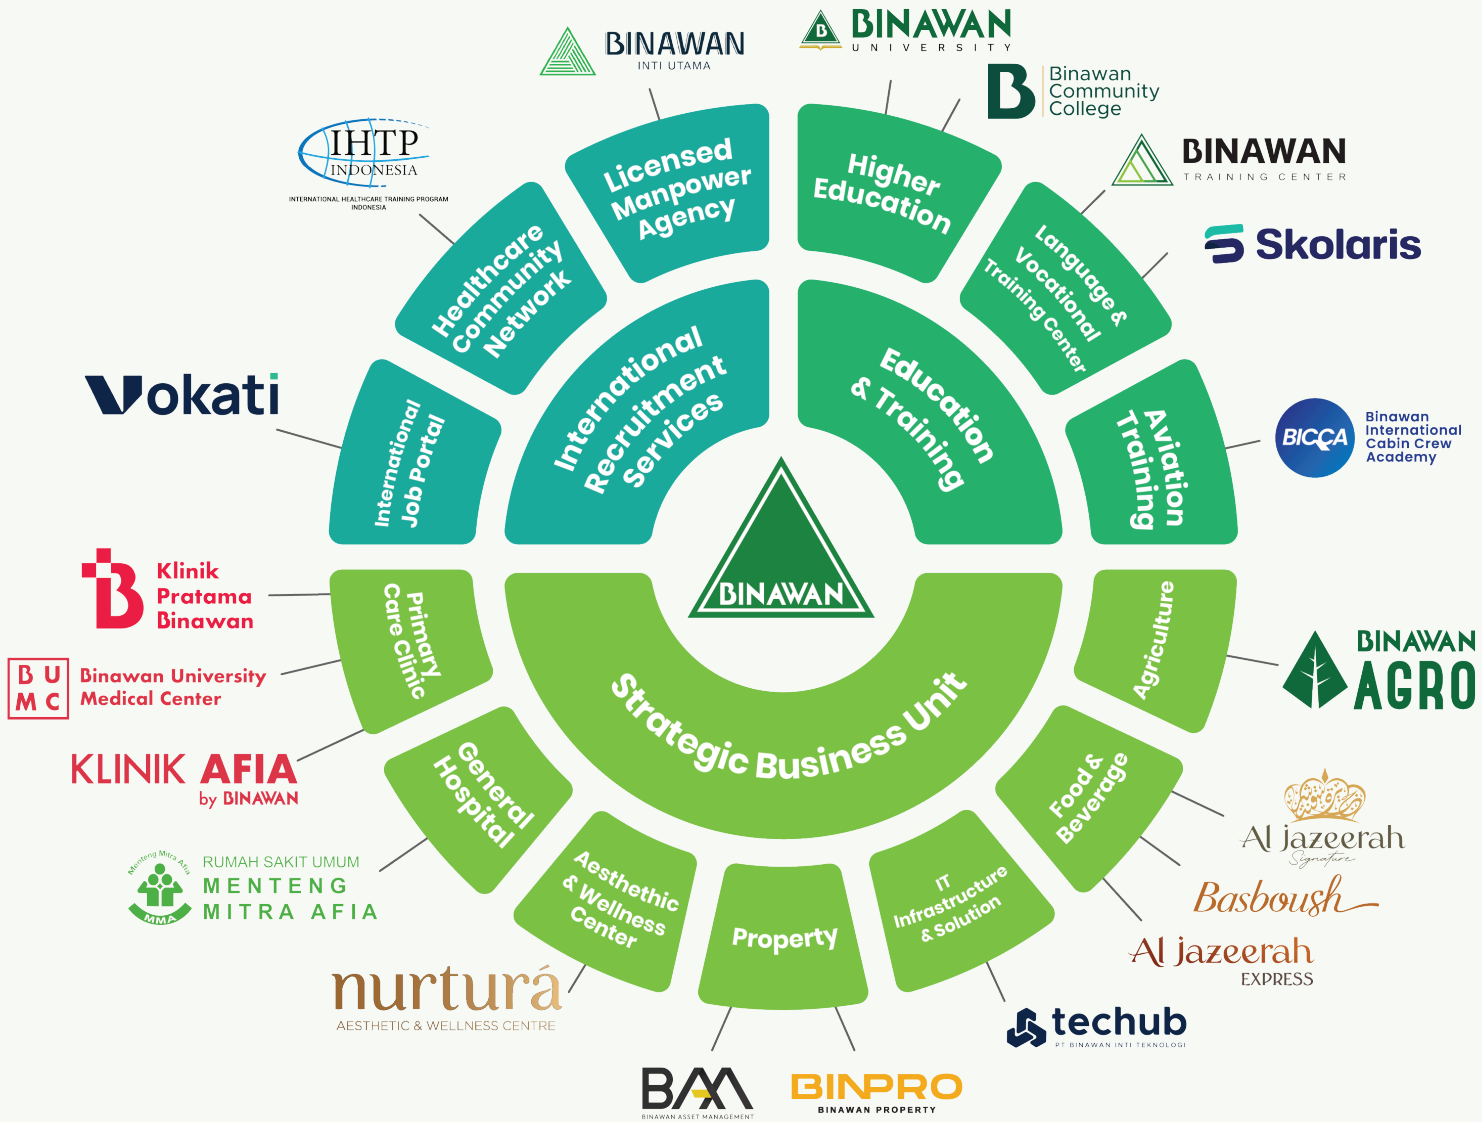 BINAWAN
INTI UTAMA
B
BINAWAN
UNIVERSITY
B
Binawan
Community
College
IHTP
INDONESIA
INTERNATIONAL HEALTHCARE TRAINING PROGRAM
INDONESIA
BINAWAN
TRAINING CENTER
Skolaris
Vokati
BICCA
Binawan
International
Cabin Crew
Academy
Licensed
Manpower
Agency
Higher
Education
Healthcare
Community
Network
Language &
Vocational
Training Center
International
Job Portal
Aviation
Training
International
Recruitment
Services
Education
& Training
BINAWAN
Strategic Business Unit
Primary
Care Clinic
General
Hospital
Aesthethic
& Wellness
Center
Property
IT
Infrastructure
& Solution
Food &
Beverage
Agriculture
B
Klinik
Pratama
Binawan
BU
MC
Binawan University
Medical Center
KLINIK AFIA
by BINAWAN
Menteng Mitra Afia
MMA
RUMAH SAKIT UMUM
MENTENG
MITRA AFIA
nurturá
AESTHETIC & WELLNESS CENTRE
BAM
BINAWAN ASSET MANAGEMENT
BINPRO
BINAWAN PROPERTY
techub
PT BINAWAN INTI TEKNOLOGI
Al jazeerah
Signature
Basboush
Al jazeerah
EXPRESS
BINAWAN
AGRO